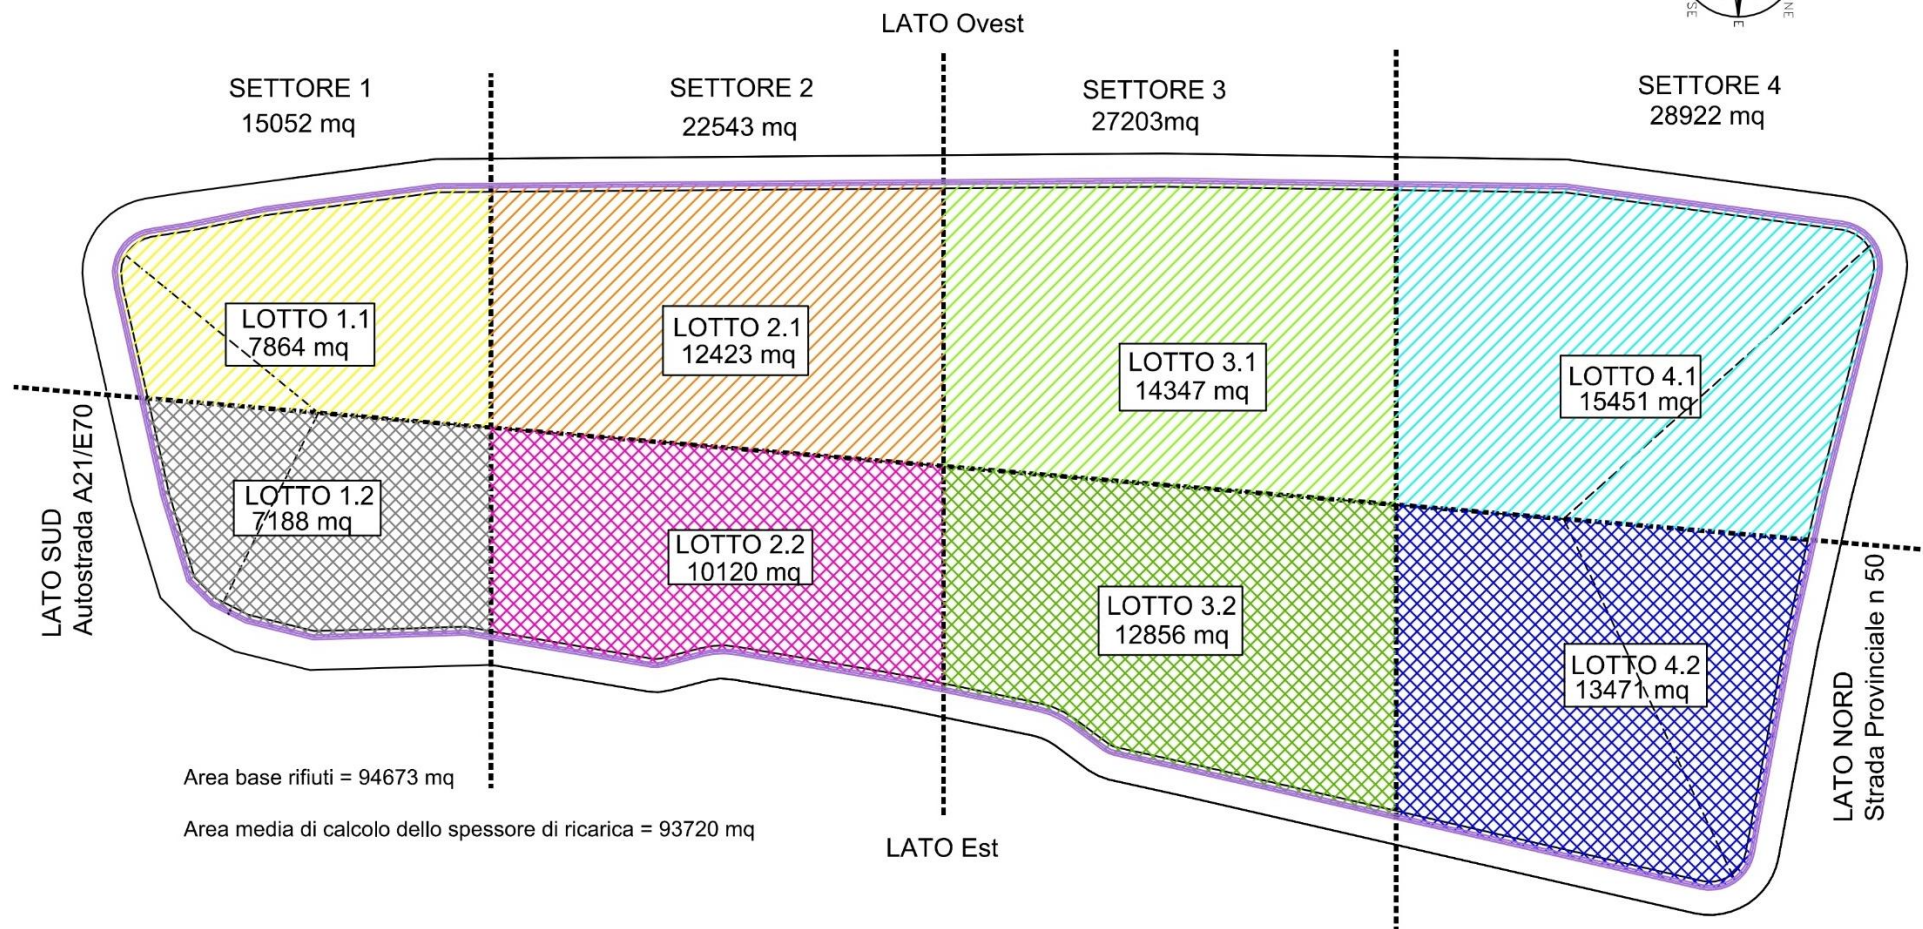 LATO Ovest
SE
E
NE
SETTORE 1
15052 mq
SETTORE 2
22543 mq
SETTORE 3
27203mq
SETTORE 4
28922 mq
LOTTO 1.1
7864 mq
LOTTO 2.1
12423 mq
LOTTO 3.1
14347 mq
LOTTO 4.1
15451 mq
LOTTO 1.2
7188 mq
LOTTO 2.2
10120 mq
LOTTO 3.2
12856 mq
LOTTO 4.2
13471 mq
LATO SUD
Autostrada A21/E70
LATO NORD
Strada Provinciale n 50
Area base rifiuti = 94673 mq
Area media di calcolo dello spessore di ricarica = 93720 mq
LATO Est